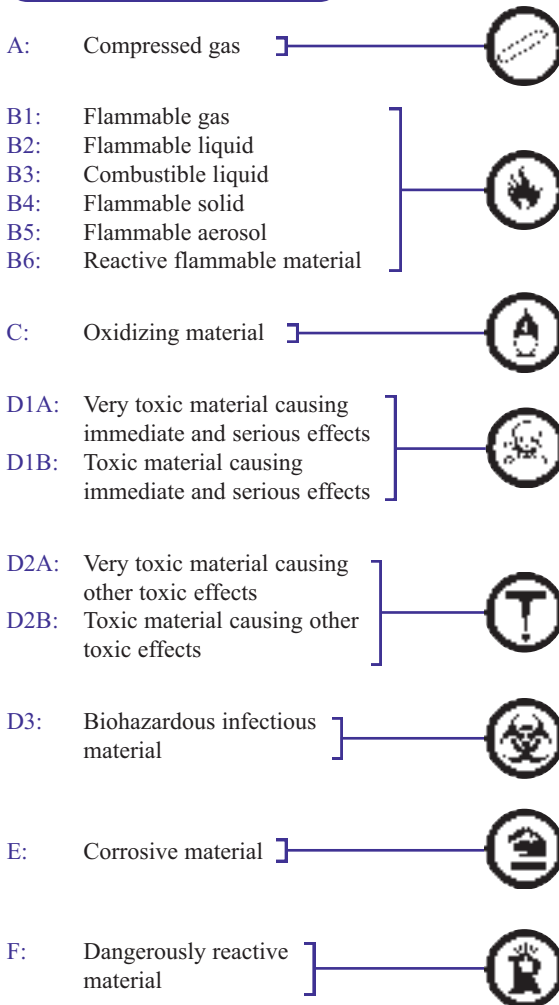 A: Compressed gas
B1: Flammable gas
B2: Flammable liquid
B3: Combustible liquid
B4: Flammable solid
B5: Flammable aerosol
B6: Reactive flammable material
C: Oxidizing material
D1A: Very toxic material causing
immediate and serious effects
D1B: Toxic material causing
immediate and serious effects
D2A: Very toxic material causing
other toxic effects
D2B: Toxic material causing other
toxic effects
D3: Biohazardous infectious
material
E: Corrosive material
F: Dangerously reactive
material